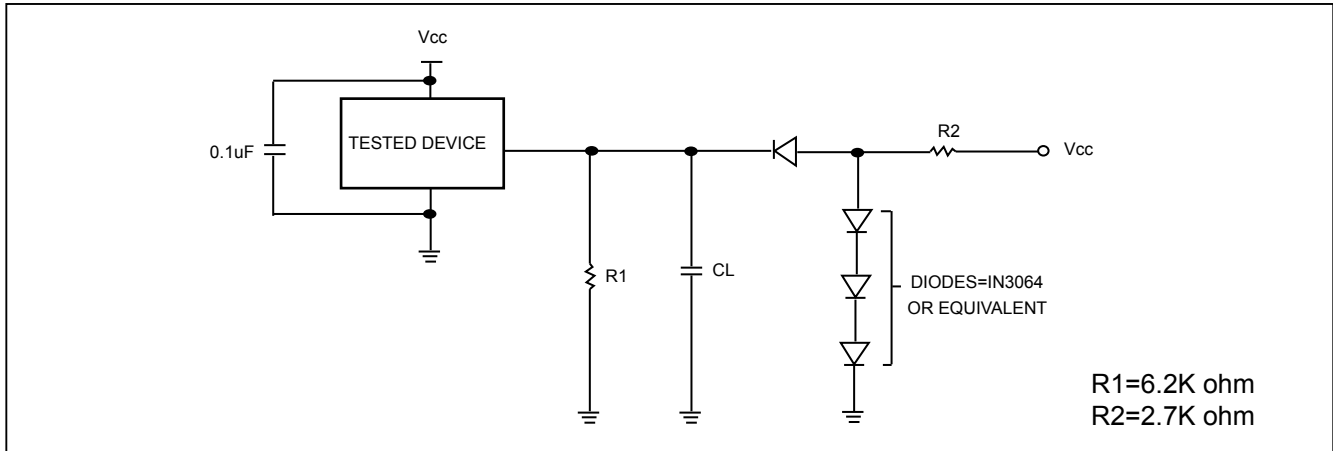 Vcc
0.1uF
TESTED DEVICE
R2
Vcc
R1
CL
DIODES=IN3064
OR EQUIVALENT
R1=6.2K ohm
R2=2.7K ohm